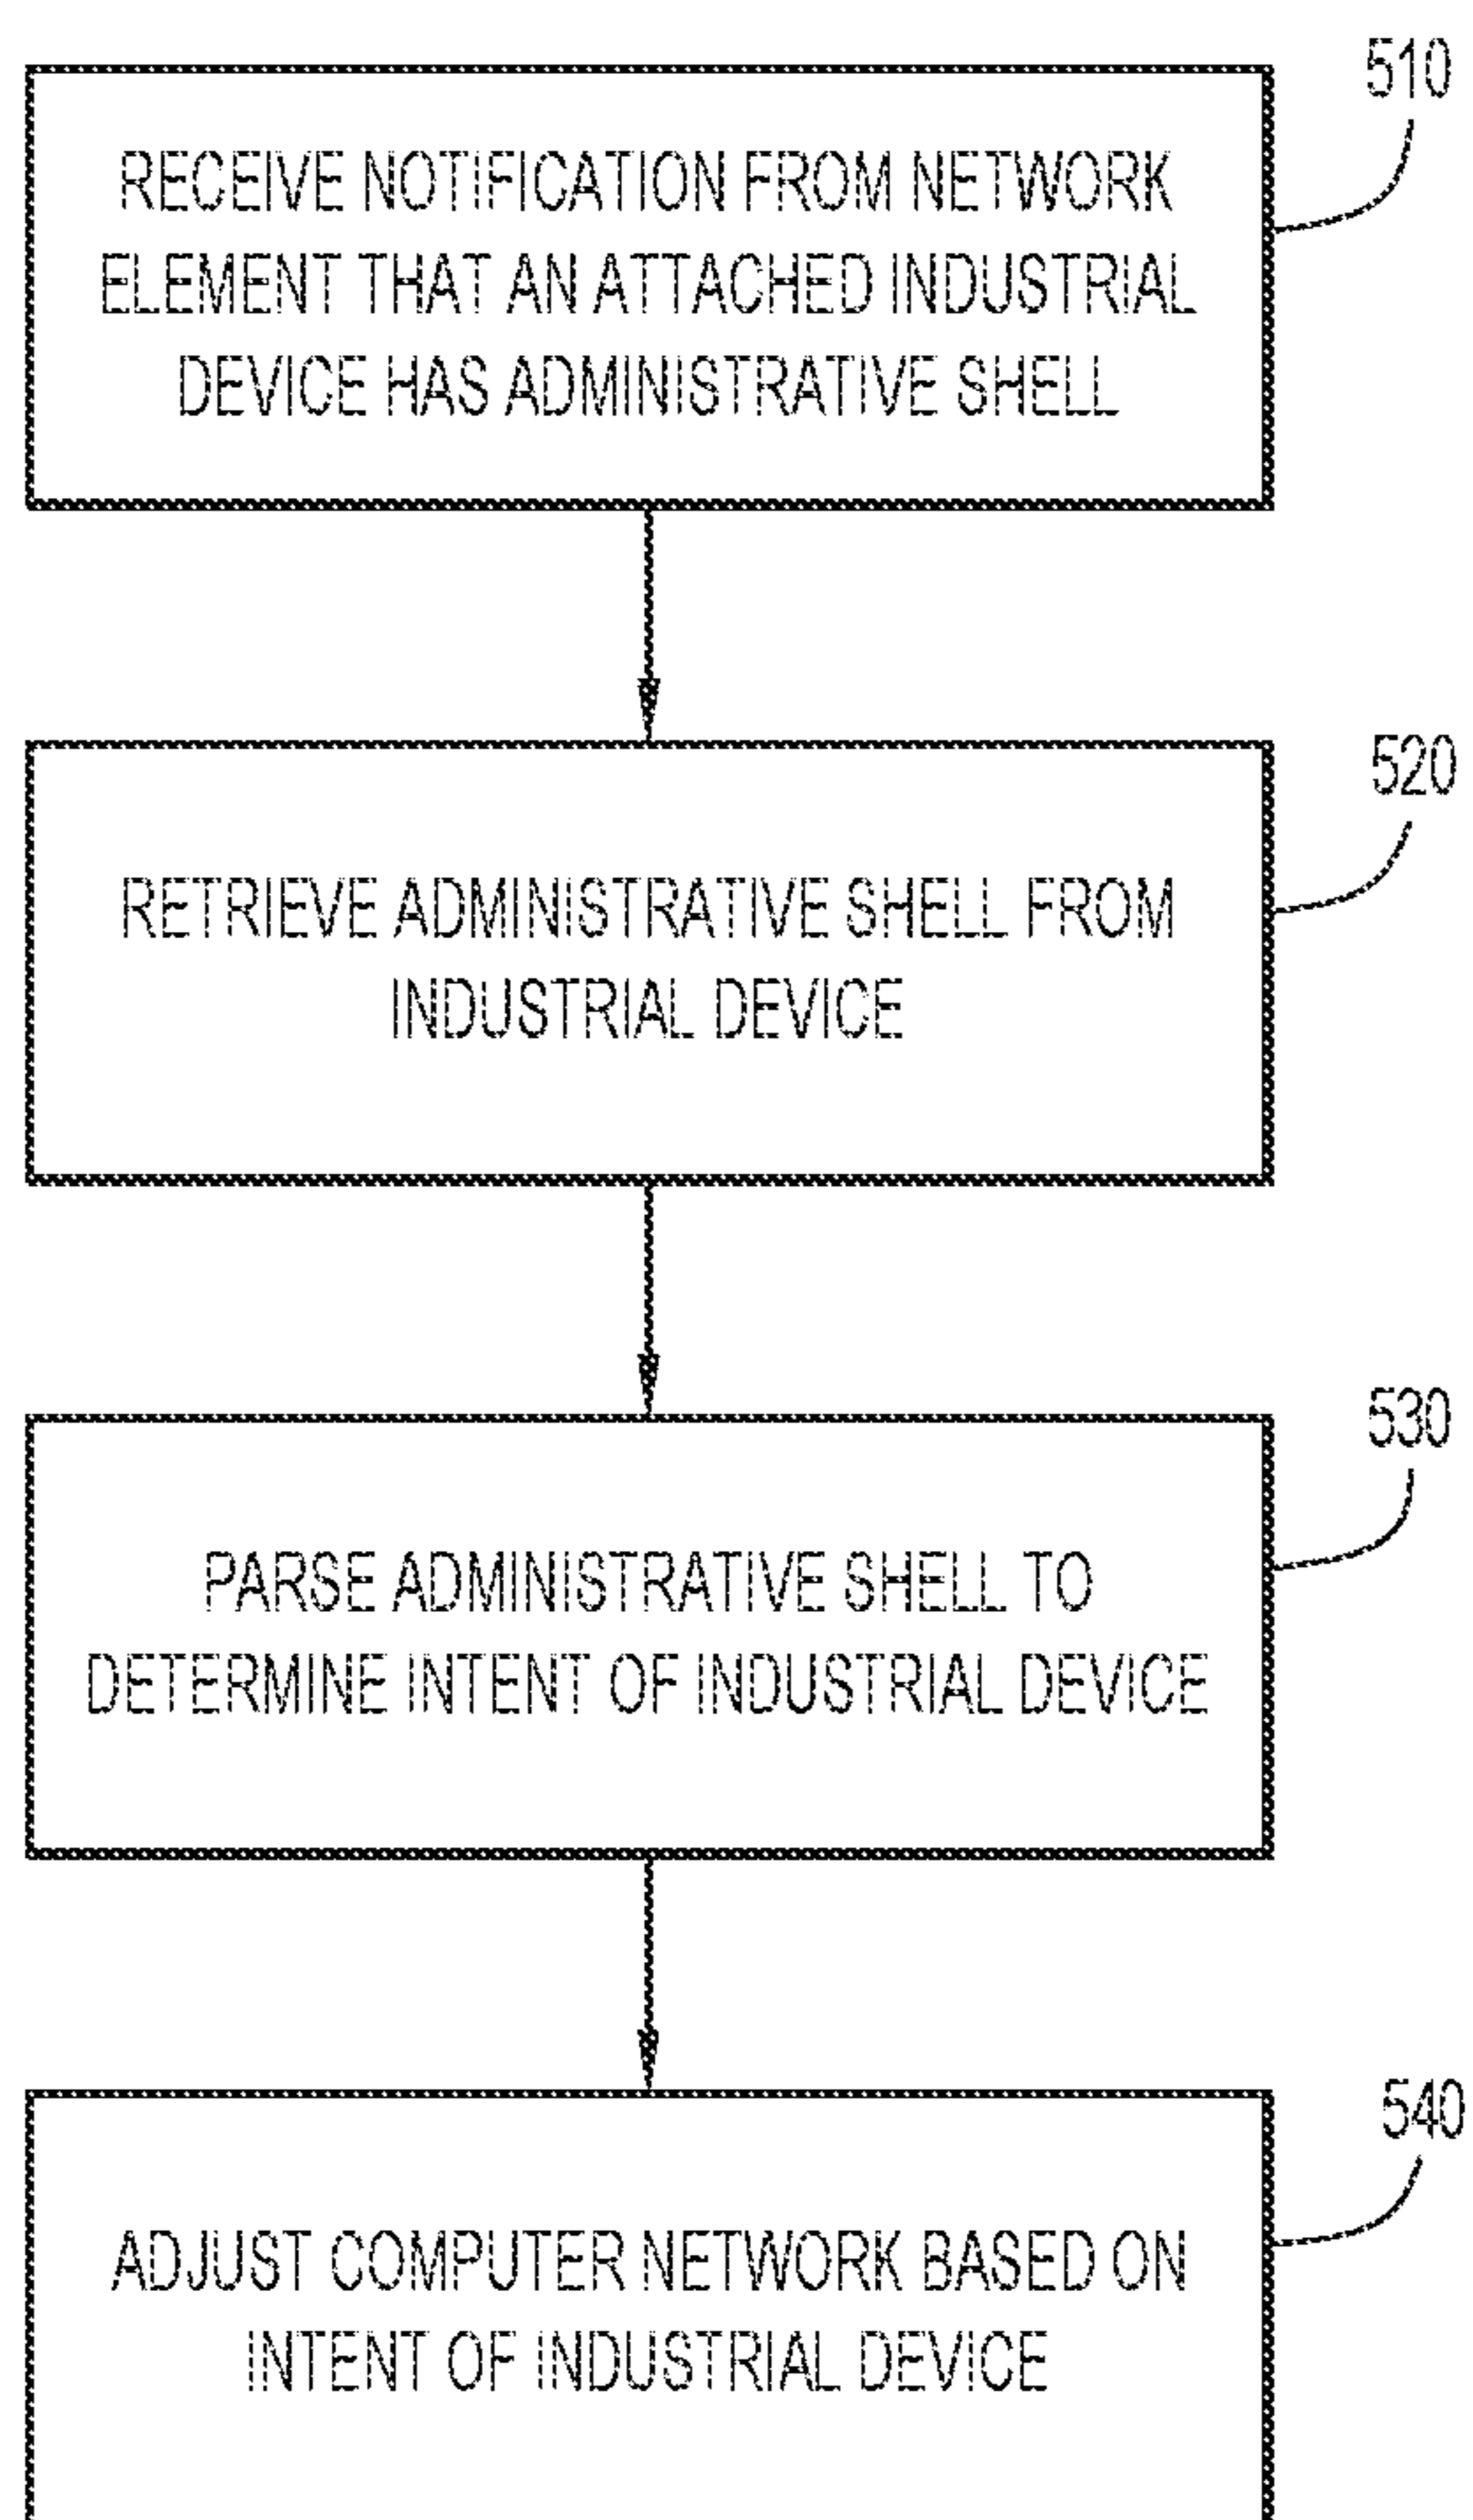 510
RECEIVE NOTIFICATION FROM NETWORK
ELEMENT THAT AN ATTACHED INDUSTRIAL
DEVICE HAS ADMINISTRATIVE SHELL
520
RETRIEVE ADMINISTRATIVE SHELL FROM
INDUSTRIAL DEVICE
530
PARSE ADMINISTRATIVE SHELL TO
DETERMINE INTENT OF INDUSTRIAL DEVICE
540
ADJUST COMPUTER NETWORK BASED ON
INTENT OF INDUSTRIAL DEVICE